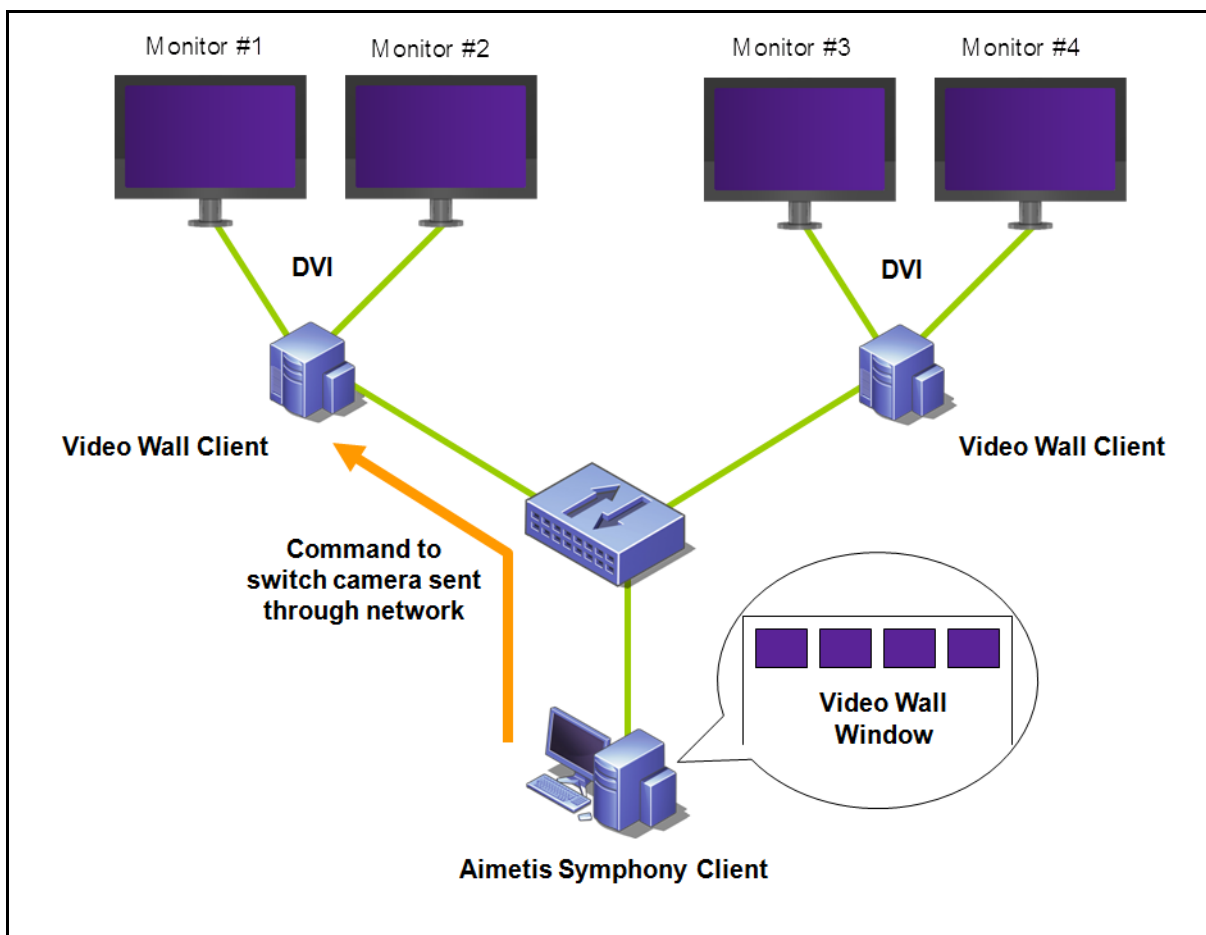 Monitor #1
Monitor #2
Monitor #3
Monitor #4
DVI
DVI
Video Wall Client
Video Wall Client
Command to
switch camera sent
through network
Video Wall
Window
Aimetis Symphony Client